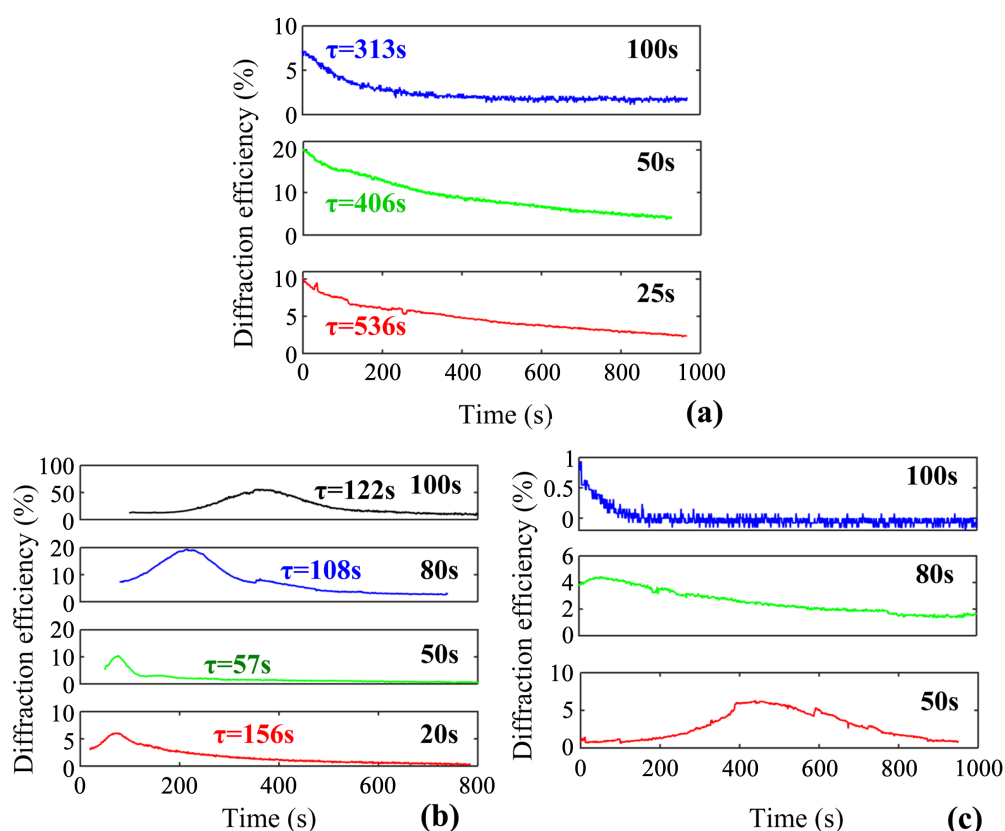 Diffraction efficiency (%)
10
5
0
τ=313s
100s
20
10
0
τ=406s
50s
10
5
0
τ=536s
25s
0 200 400 600 800 1000
Time (s)
(a)
Diffraction efficiency (%)
100
50
0
τ=122s
100s
20
10
0
τ=108s
80s
20
10
0
τ=57s
50s
10
5
0
τ=156s
20s
0 200 400 600 800
Time (s)
(b)
Diffraction efficiency (%)
1
0.5
0
100s
6
4
2
0
80s
10
5
0
50s
0 200 400 600 800 1000
Time (s)
(c)